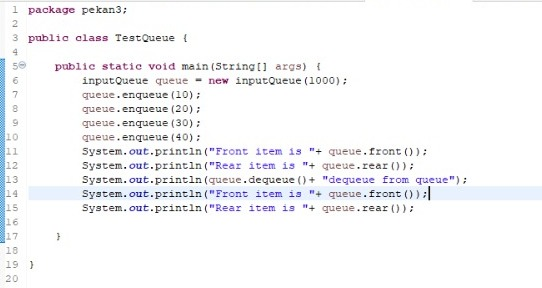 1 package pekan3;
2
3 public class TestQueue {
4
5 public static void main(String[] args) {
6 inputQueue queue = new inputQueue(1000);
7 queue.enqueue(10);
8 queue.enqueue(20);
9 queue.enqueue(30);
10 queue.enqueue(40);
11 System.out.println("Front item is "+ queue.front());
12 System.out.println("Rear item is "+ queue.rear());
13 System.out.println(queue.dequeue()+ "dequeue from queue");
14 System.out.println("Front item is "+ queue.front());
15 System.out.println("Rear item is "+ queue.rear());
16
17 }
18
19 }
20